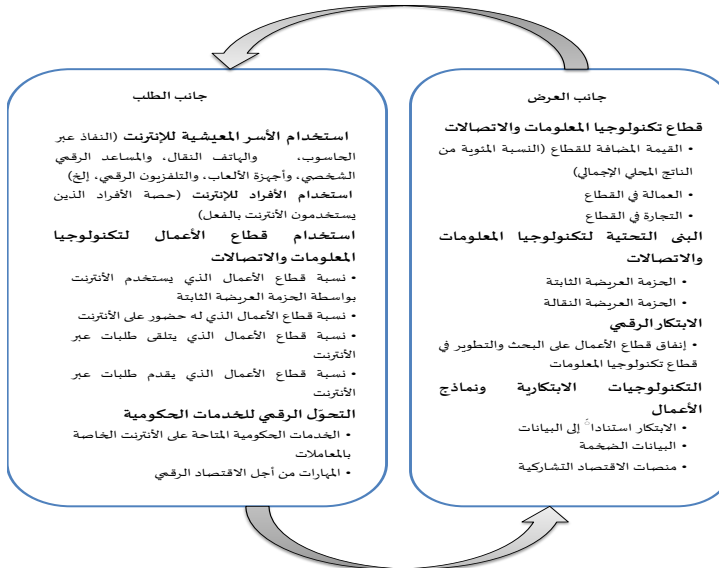 جانب العرض
قطاع تكنولوجيا المعلومات والاتصالات
• القيمة المضافة للقطاع (النسبة المئوية من
الناتج المحلي الإجمالي)
• العمالة في القطاع
• التجارة في القطاع
البنى التحتية لتكنولوجيا المعلومات
والاتصالات
• الحزمة العريضة الثابتة
• الحزمة العريضة النقالة
الابتكار الرقمي
• إنفاق قطاع الأعمال على البحث والتطوير في
قطاع تكنولوجيا المعلومات
التكنولوجيات الابتكارية ونماذج
الأعمال
• الابتكار استناداً إلى البيانات
• البيانات الضخمة
• منصات الاقتصاد التشاركية
جانب الطلب
استخدام الأسر المعيشية للإنترنت (النفاذ عبر
الحاسوب، والهاتف النقال، والمساعد الرقمي
الشخصي، وأجهزة الألعاب، والتلفزيون الرقمي، إلخ)
استخدام الأفراد للإنترنت (حصة الأفراد الذين
يستخدمون الأنترنت بالفعل)
استخدام قطاع الأعمال لتكنولوجيا
المعلومات والاتصالات
• نسبة قطاع الأعمال الذي يستخدم الأنترنت
بواسطة الحزمة العريضة الثابتة
• نسبة قطاع الأعمال الذي له حضور على الأنترنت
• نسبة قطاع الأعمال الذي يتلقى طلبات عبر
الأنترنت
• نسبة قطاع الأعمال الذي يقدم طلبات عبر
الأنترنت
التحوّل الرقمي للخدمات الحكومية
• الخدمات الحكومية المتاحة على الأنترنت الخاصة
بالمعاملات
• المهارات من أجل الاقتصاد الرقمي